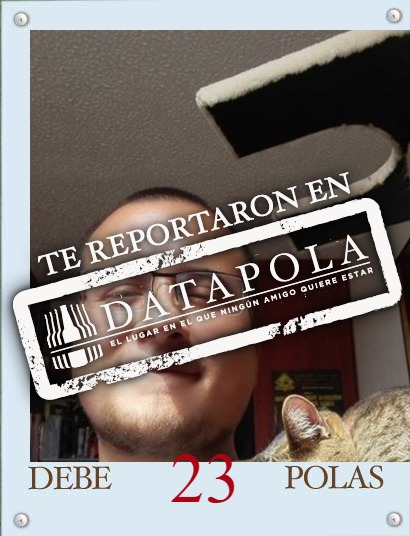 TE REPORTARON EN
DATAPOLA
EL LUGAR EN EL QUE NINGÚN AMIGO QUIERE ESTAR
DEBE 23 POLAS